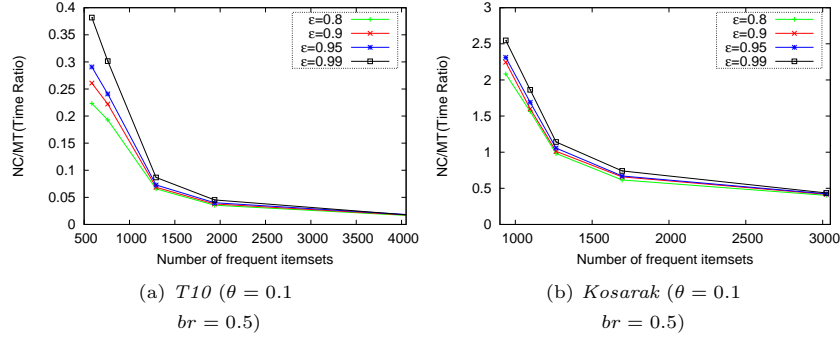 NC/MT(Time Ratio)
0.4
0.35
0.3
0.25
0.2
0.15
0.1
0.05
0
ε=0.8
ε=0.9
ε=0.95
ε=0.99
500 1000 1500 2000 2500 3000 3500 4000
Number of frequent itemsets
(a) T10 (θ = 0.1
br = 0.5)
NC/MT(Time Ratio)
3
2.5
2
1.5
1
0.5
0
ε=0.8
ε=0.9
ε=0.95
ε=0.99
1000 1500 2000 2500 3000
Number of frequent itemsets
(b) Kosarak (θ = 0.1
br = 0.5)